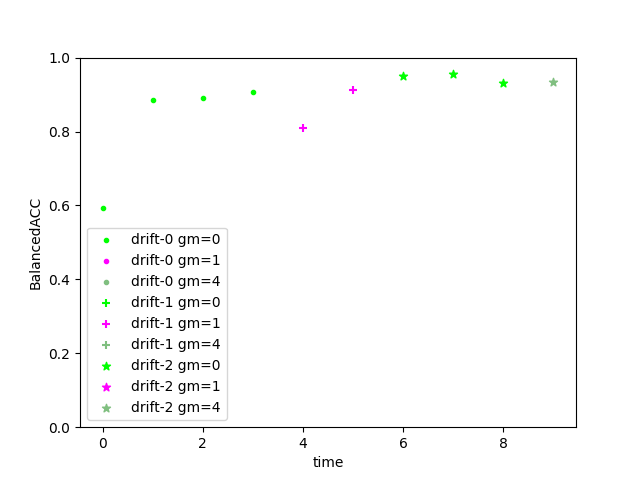 1.0
0.8
0.6
0.4
0.2
0.0
BalancedACC
drift-0 gm=0
drift-0 gm=1
drift-0 gm=4
drift-1 gm=0
drift-1 gm=1
drift-1 gm=4
drift-2 gm=0
drift-2 gm=1
drift-2 gm=4
0 2 4 6 8
time